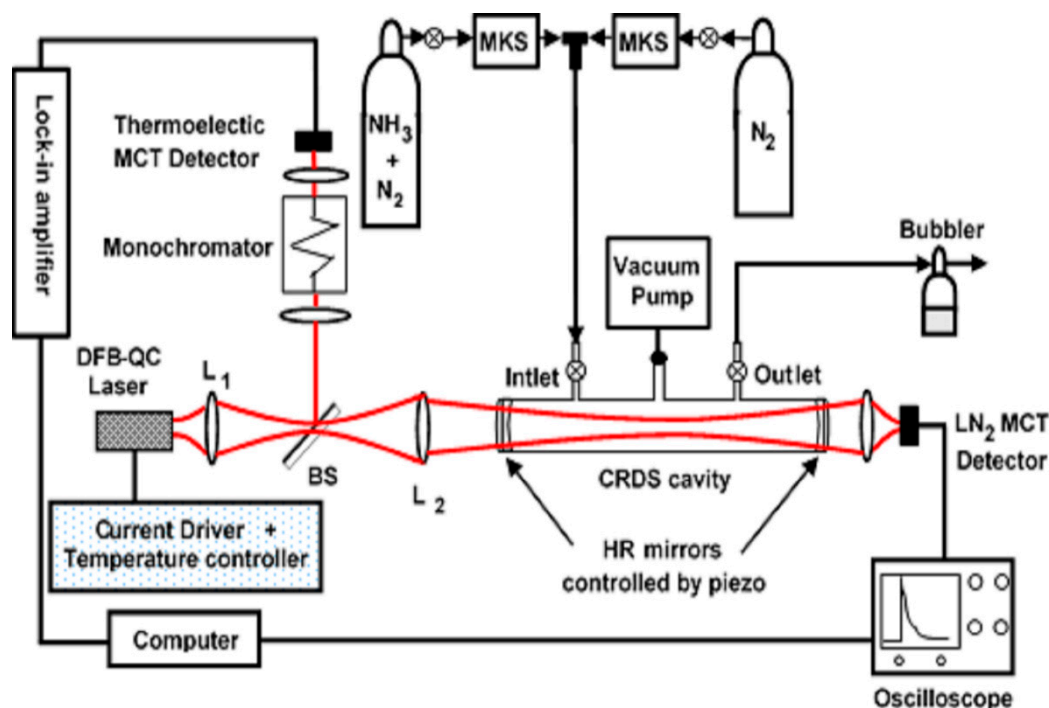 Lock-in amplifier
Thermoelectic
MCT Detector
Monochromator
NH3
+
N2
MKS
MKS
N2
Bubbler
Vacuum
Pump
DFB-QC
Laser
L1
BS
L2
Intlet
Outlet
CRDS cavity
LN2 MCT
Detector
HR mirrors
controlled by piezo
Current Driver +
Temperature controller
Computer
Oscilloscope